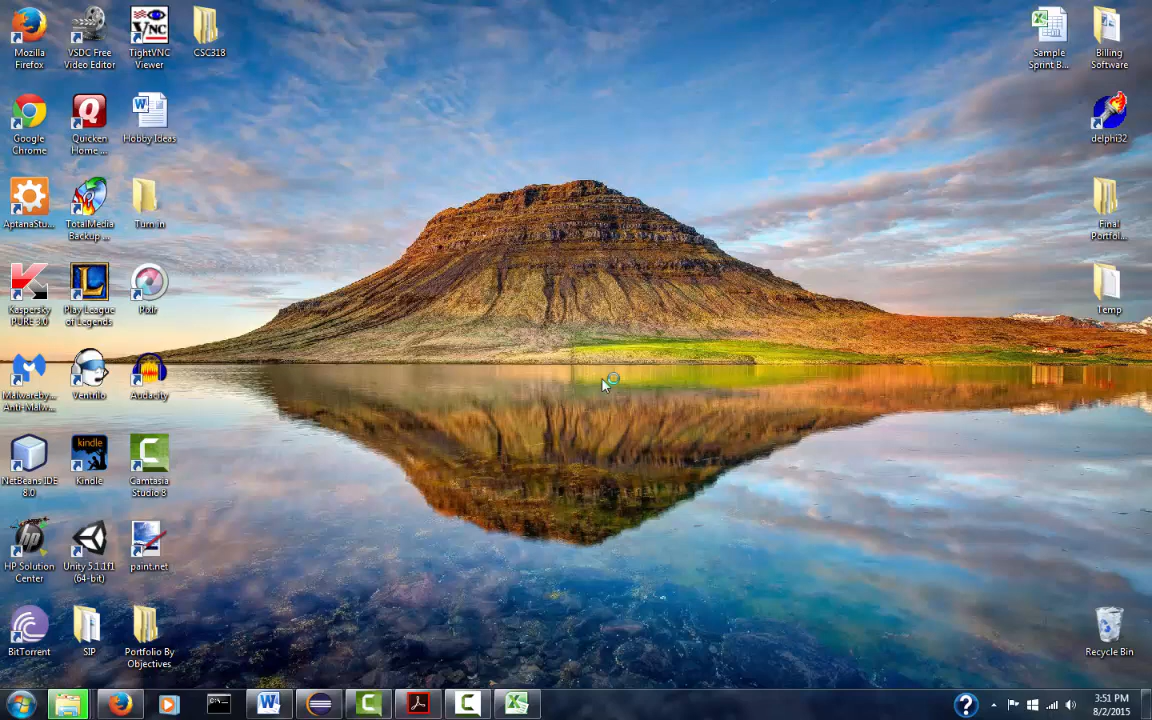 Mozilla
Firefox
VSDC Free
Video Editor
VNC
TightVNC
Viewer
CSC318
Sample
Sprint B...
Billing
Software
Google
Chrome
Quicken
Home ...
Hobby Ideas
delphi32
AptanaStu...
TotalMedia
Backup ...
Turn in
Final
Portfol...
Kaspersky
PURE 3.0
Play League
of Legends
Pixlr
Temp
Malwareby...
Anti-Malw...
Ventrilo
Audacity
NetBeans IDE
8.0
kindle
Kindle
Camtasia
Studio 8
HP Solution
Center
Unity 5.1.1f1
(64-bit)
paint.net
BitTorrent
SIP
Portfolio By
Objectives
Recycle Bin
3:51 PM
8/2/2015